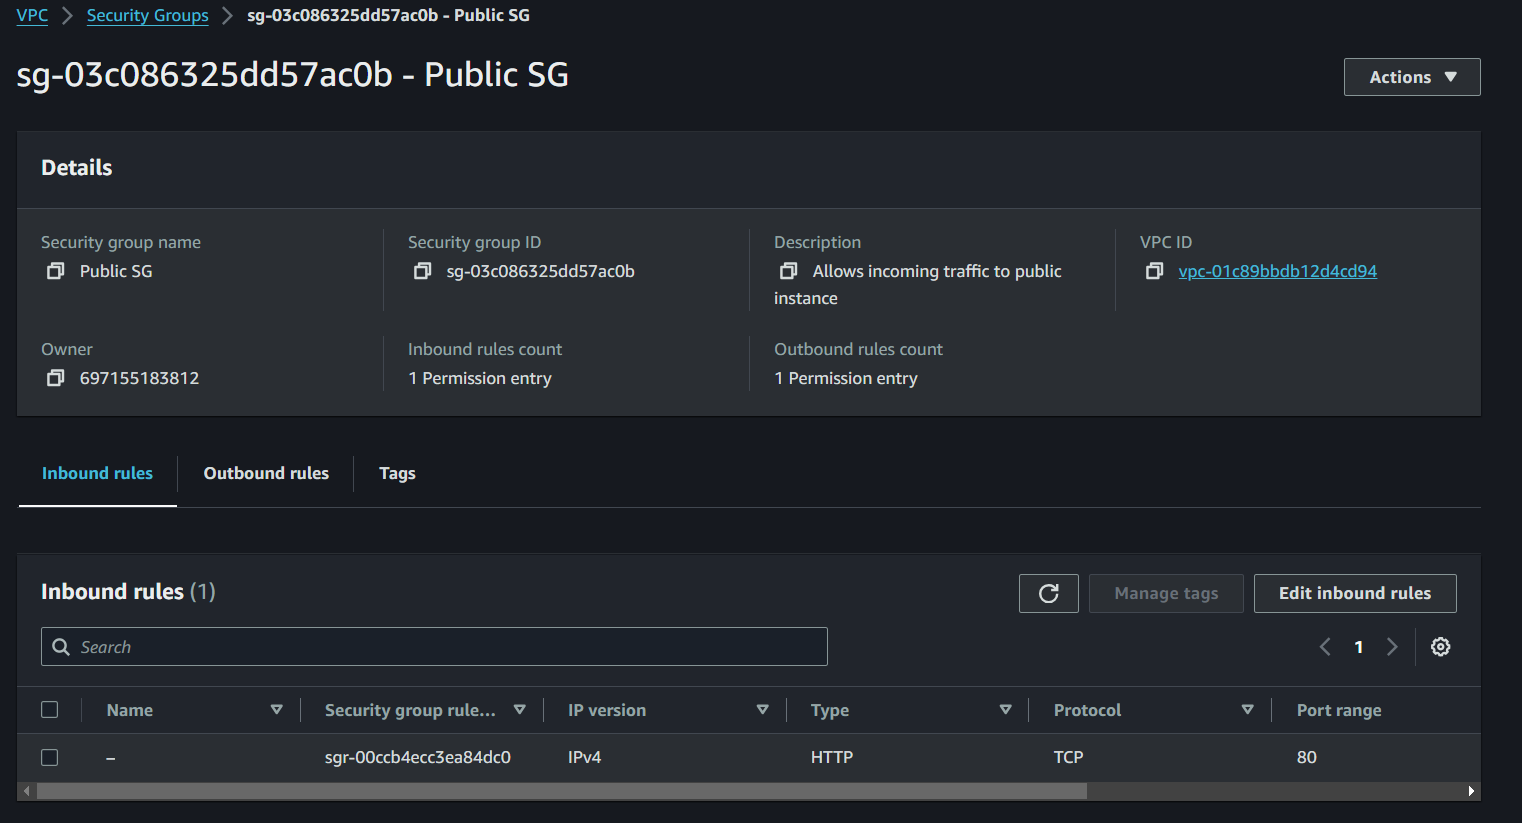 VPC > Security Groups > sg-03c086325dd57ac0b - Public SG
sg-03c086325dd57ac0b - Public SG
Actions
Details
Security group name
Public SG
Security group ID
sg-03c086325dd57ac0b
Description
Allows incoming traffic to public
instance
VPC ID
vpc-01c89bbdb12d4cd94
Owner
697155183812
Inbound rules count
1 Permission entry
Outbound rules count
1 Permission entry
Inbound rules
Outbound rules
Tags
Inbound rules (1)
Manage tags
Edit inbound rules
Search
1
Name Security group rule... IP version Type Protocol Port range
– sgr-00ccb4ecc3ea84dc0 IPv4 HTTP TCP 80